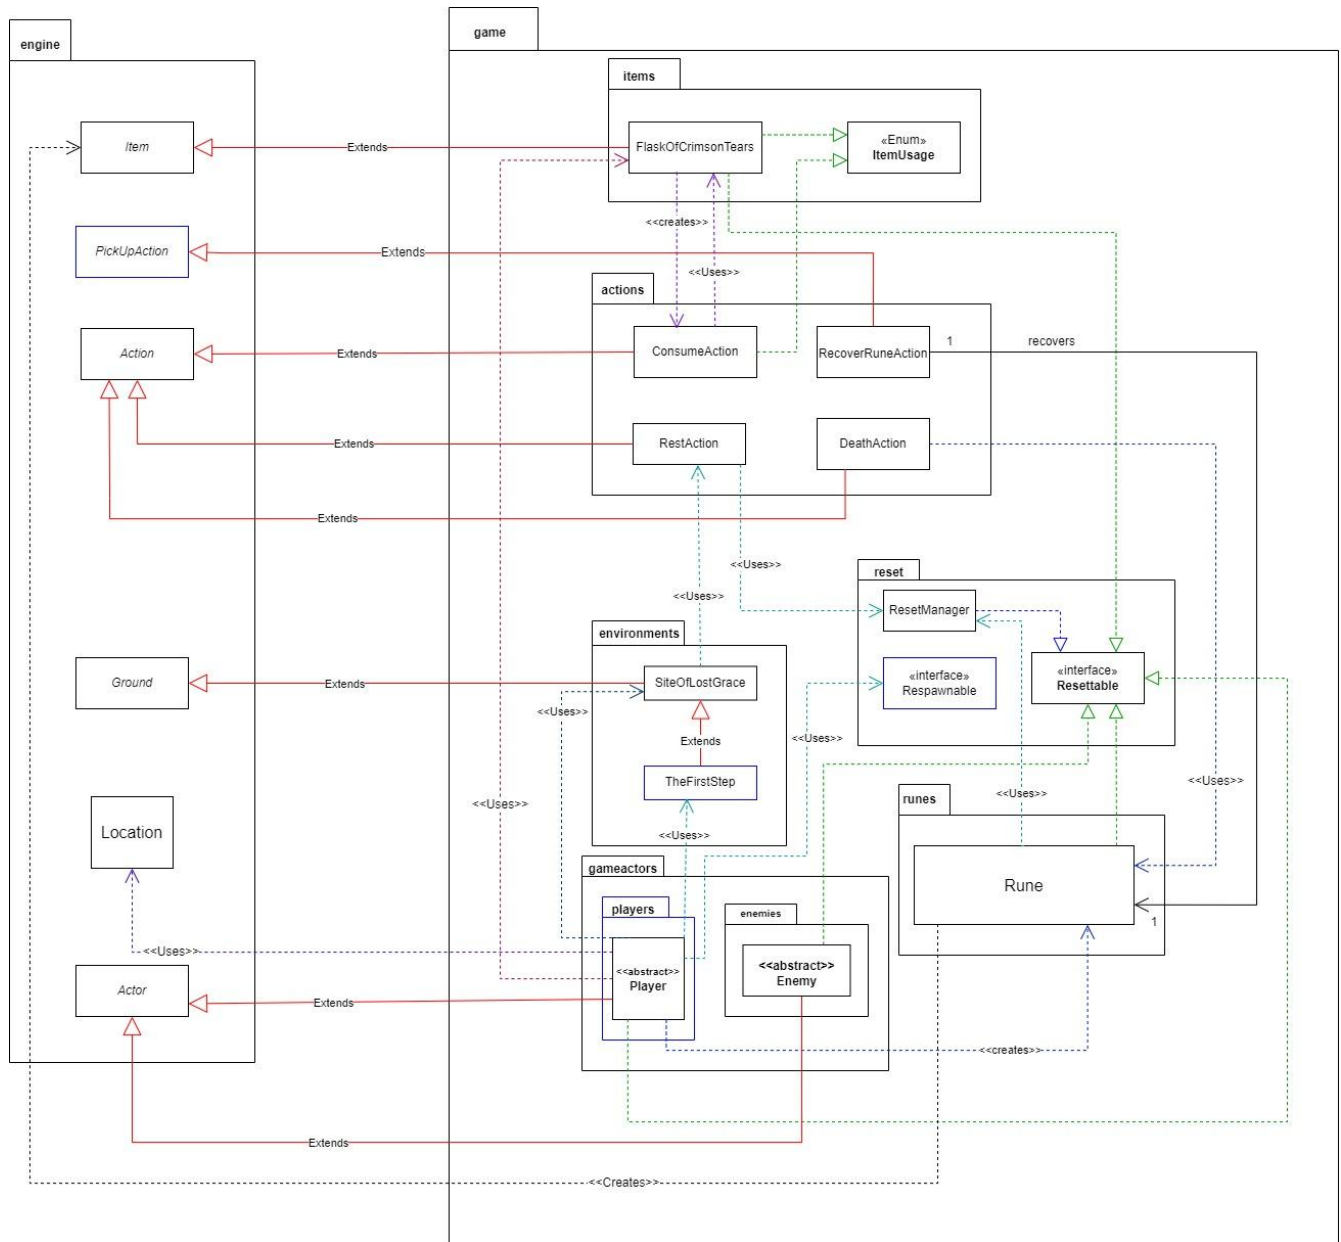 game
engine
items
Item
Extends
FlaskOfCrimsonTears
«Enum»
ItemUsage
<<creates>>
PickUpAction
Extends
<<Uses>>
actions
Action
Extends
ConsumeAction
RecoverRuneAction
1
recovers
Extends
RestAction
DeathAction
Extends
<<Uses>>
reset
<<Uses>>
ResetManager
environments
Ground
Extends
SiteOfLostGrace
«interface»
Respawnable
«interface»
Resettable
<<Uses>>
Extends
<<Uses>>
TheFirstStep
<<Uses>>
<<Uses>>
<<Uses>>
runes
Location
<<Uses>>
gameactors
Rune
players
enemies
1
<<Uses>>
Actor
<<abstract>>
Player
<<abstract>>
Enemy
Extends
<<creates>>
Extends
<<Creates>>